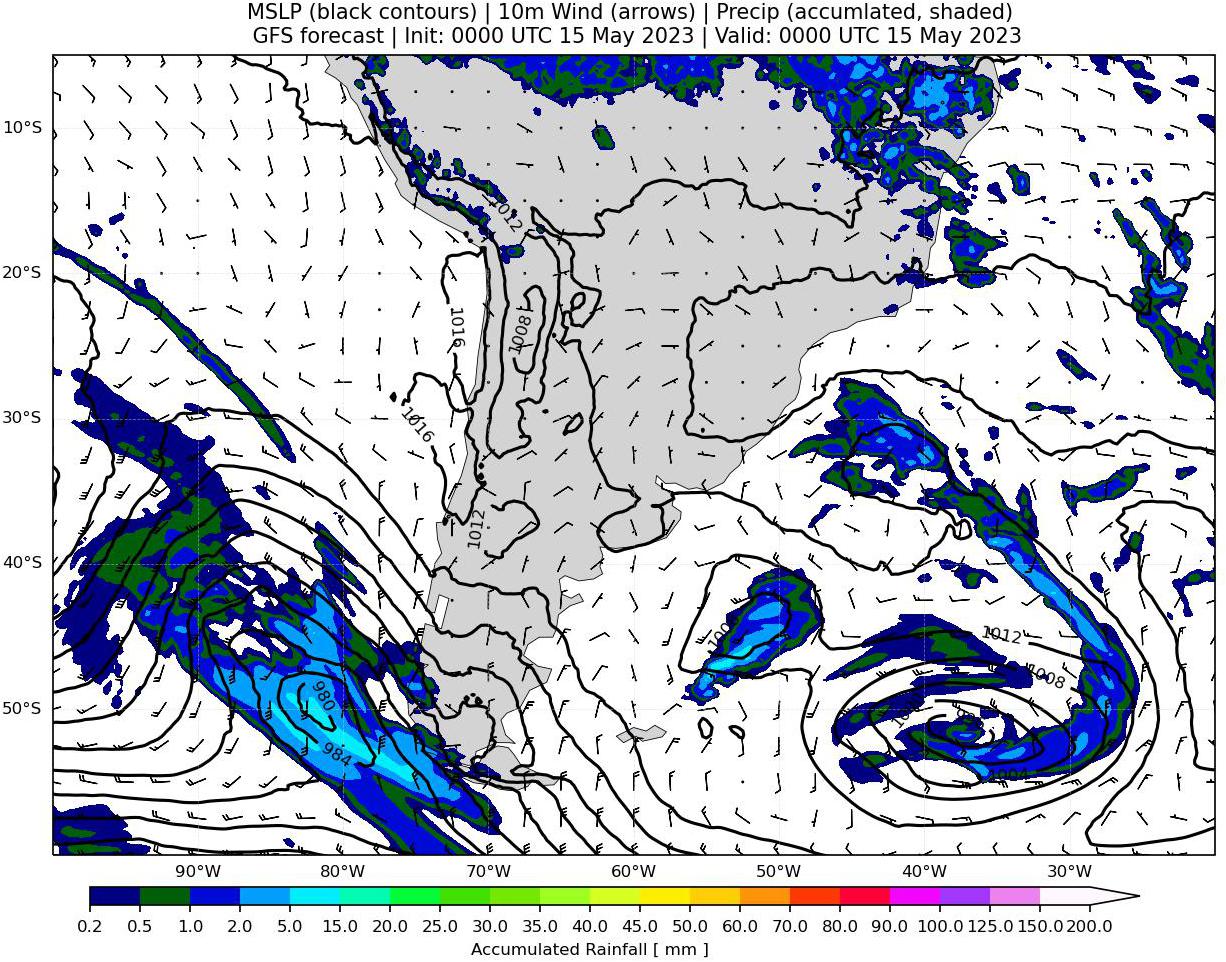 MSLP (black contours) | 10m Wind (arrows) | Precip (accumlated, shaded)
GFS forecast | Init: 0000 UTC 15 May 2023 | Valid: 0000 UTC 15 May 2023
10°S
1012
20°S
1016
1008
30°S
1016
1012
40°S
1012
1008
980
50°S
984
1004
90°W 80°W 70°W 60°W 50°W 40°W 30°W
0.2 0.5 1.0 2.0 5.0 10.0 15.0 20.0 25.0 30.0 35.0 40.0 45.0 50.0 60.0 70.0 80.0 90.0 100.0 125.0 150.0 200.0
Accumulated Rainfall [ mm ]